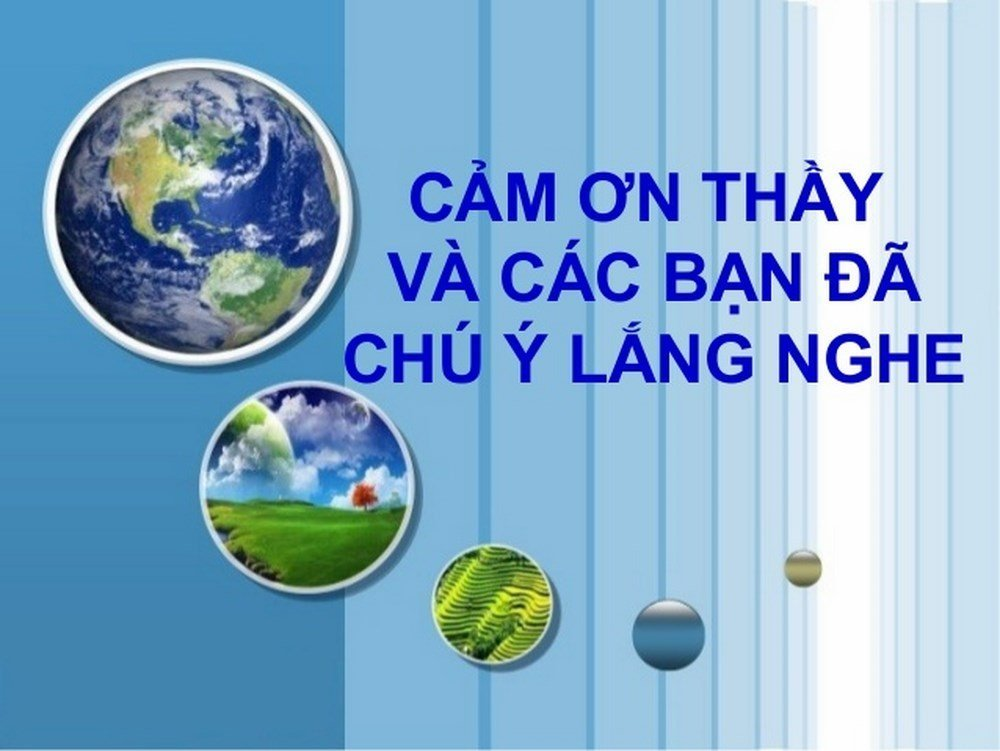 CẢM ƠN THẦY
VÀ CÁC BẠN ĐÃ
CHÚ Ý LẮNG NGHE